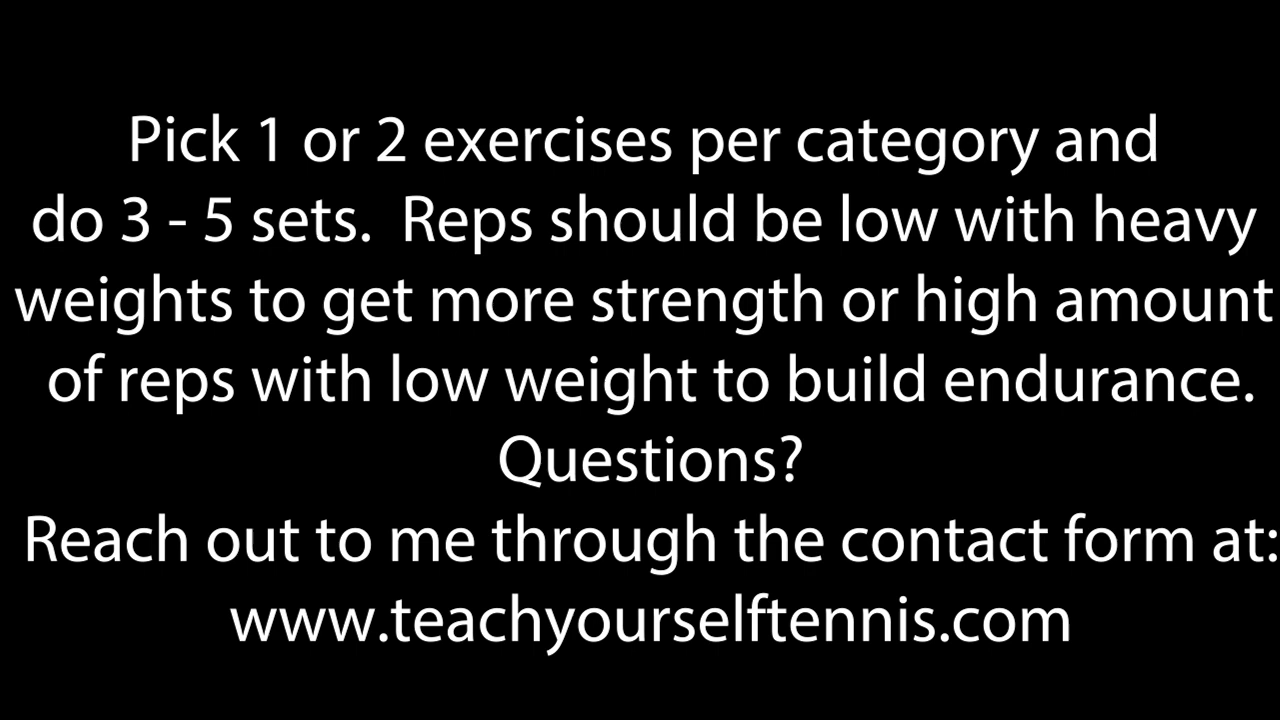 Pick 1 or 2 exercises per category and
do 3 - 5 sets.  Reps should be low with heavy
weights to get more strength or high amount
of reps with low weight to build endurance.
Questions?
Reach out to me through the contact form at:
www.teachyourselftennis.com